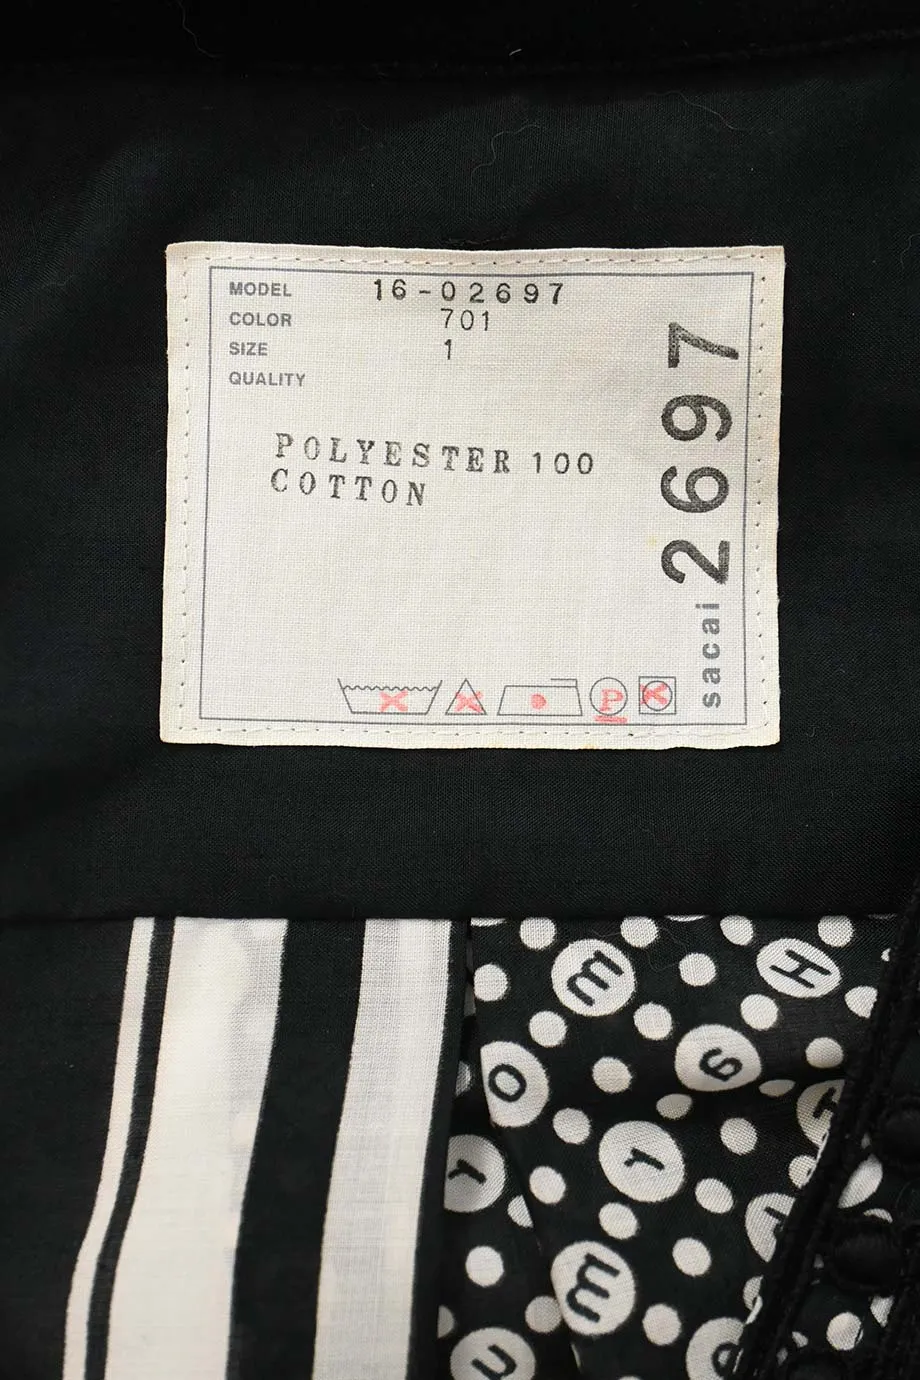 MODEL 16-02697
COLOR 701
SIZE 1
QUALITY
POLYESTER 100
COTTON
sacai 2697
P
m
H
a
o
r
r
m
n